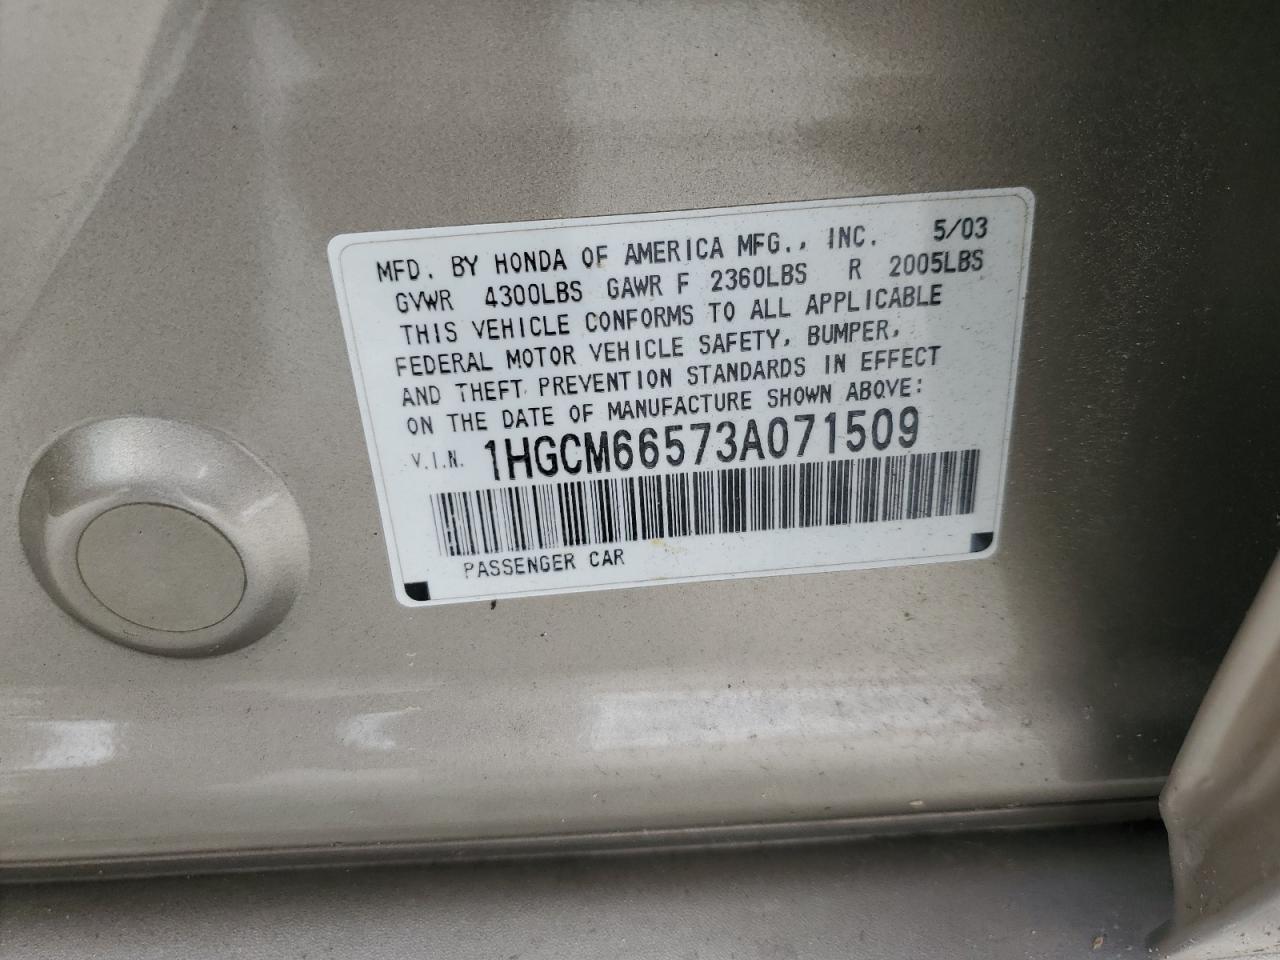 MFD. BY HONDA OF AMERICA MFG., INC. 5/03
GVWR 4300LBS GAWR F 2360LBS R 2005LBS
THIS VEHICLE CONFORMS TO ALL APPLICABLE
FEDERAL MOTOR VEHICLE SAFETY, BUMPER,
AND THEFT PREVENTION STANDARDS IN EFFECT
ON THE DATE OF MANUFACTURE SHOWN ABOVE:
V.I.N. 1HGCM66573A071509
PASSENGER CAR